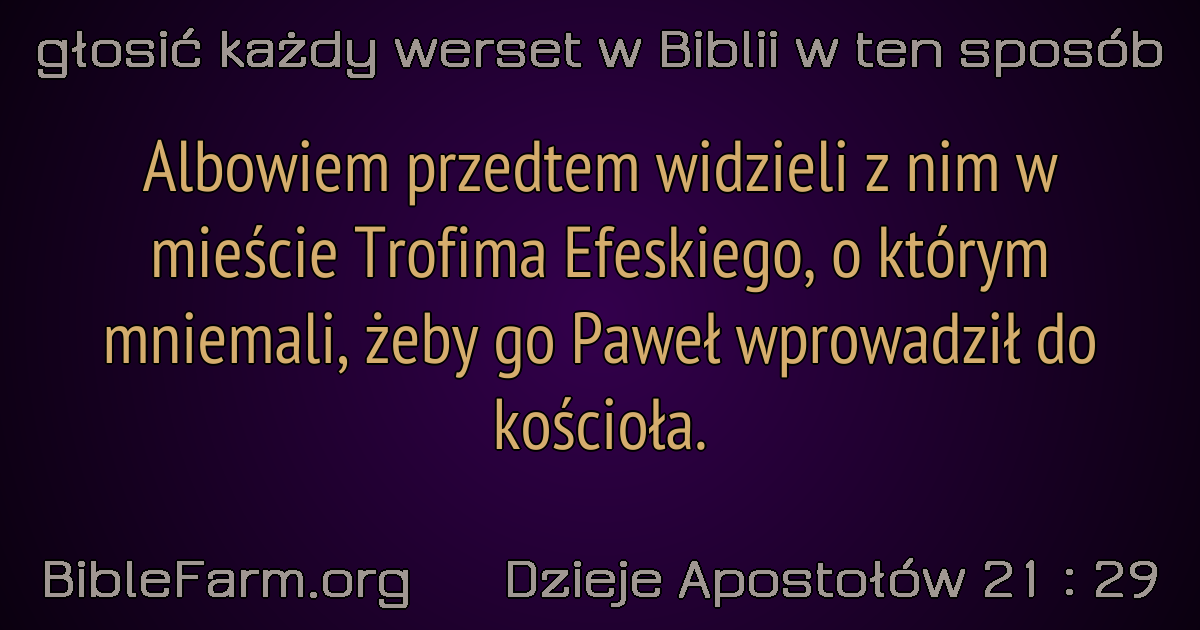 głosić każdy werset w Biblii w ten sposób
Albowiem przedtem widzieli z nim w
mieście Trofima Efeskiego, o którym
mniemali, żeby go Paweł wprowadził do
kościoła.
BibleFarm.org Dzieje Apostołów 21 : 29